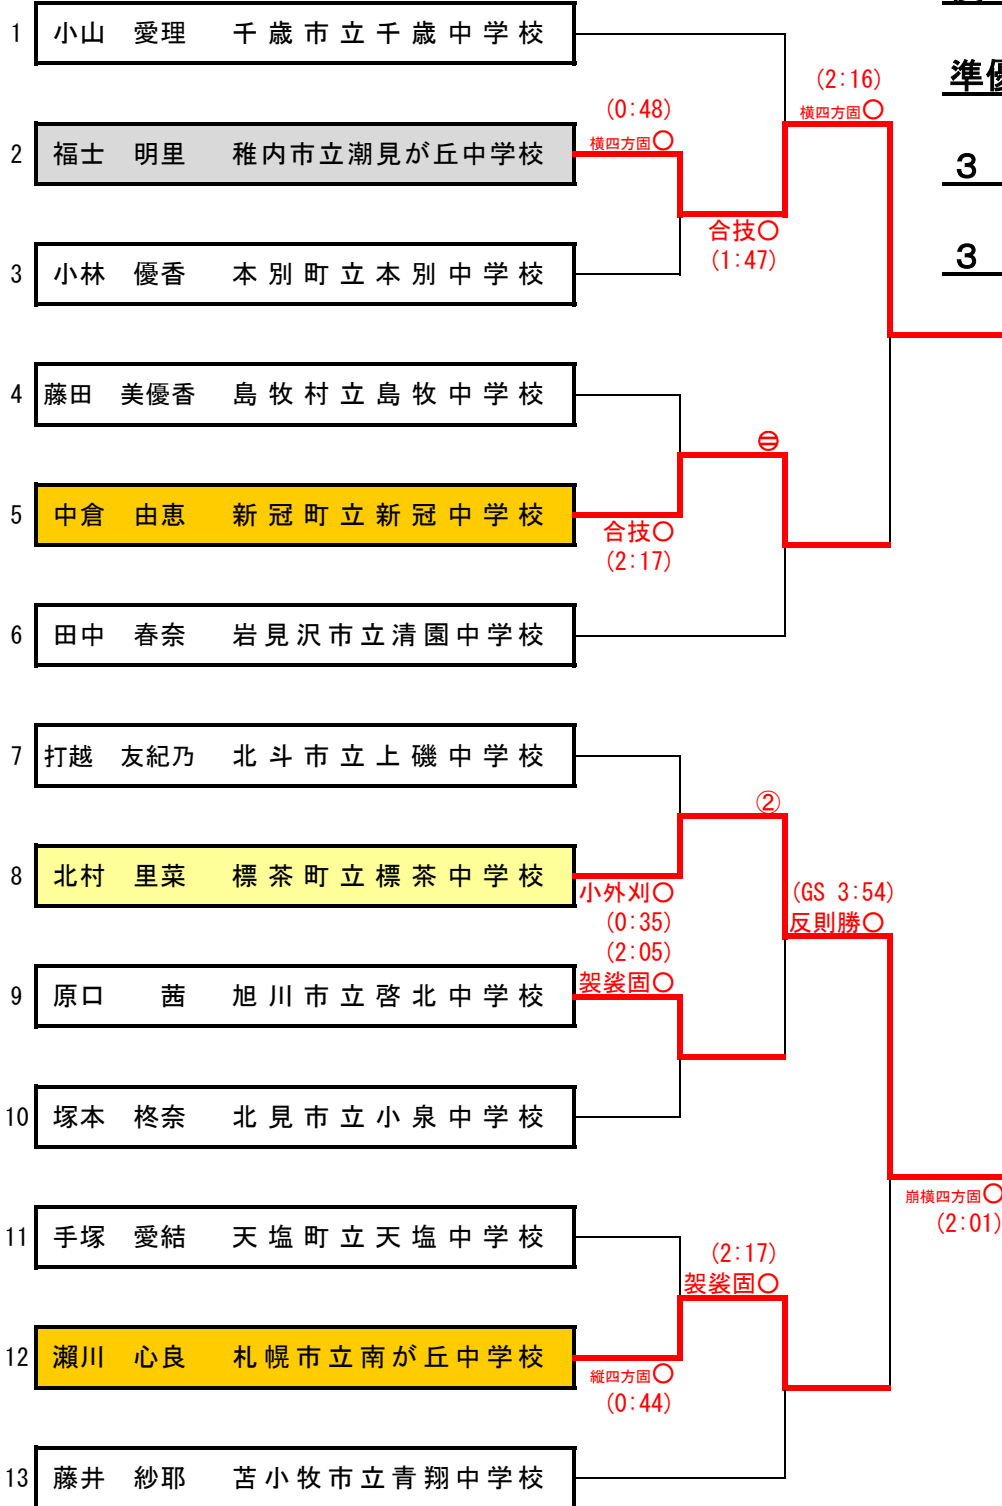 1 小山 愛理 千歳市立千歳中学校
準優
(2:16)
横四方固○
(0:48)
横四方固○
2 福士 明里 稚内市立潮見が丘中学校
3
合技○
(1:47)
3
3 小林 優香 本別町立本別中学校
4 藤田 美優香 島牧村立島牧中学校
5 中倉 由恵 新冠町立新冠中学校
合技○
(2:17)
6 田中 春奈 岩見沢市立清園中学校
7 打越 友紀乃 北斗市立上磯中学校
②
8 北村 里菜 標茶町立標茶中学校
小外刈○
(0:35)
(GS 3:54)
反則勝○
(2:05)
袈裟固○
9 原口 茜 旭川市立啓北中学校
10 塚本 柊奈 北見市立小泉中学校
崩横四方固○
(2:01)
11 手塚 愛結 天塩町立天塩中学校
(2:17)
袈裟固○
12 瀬川 心良 札幌市立南が丘中学校
縦四方固○
(0:44)
13 藤井 紗耶 苫小牧市立青翔中学校